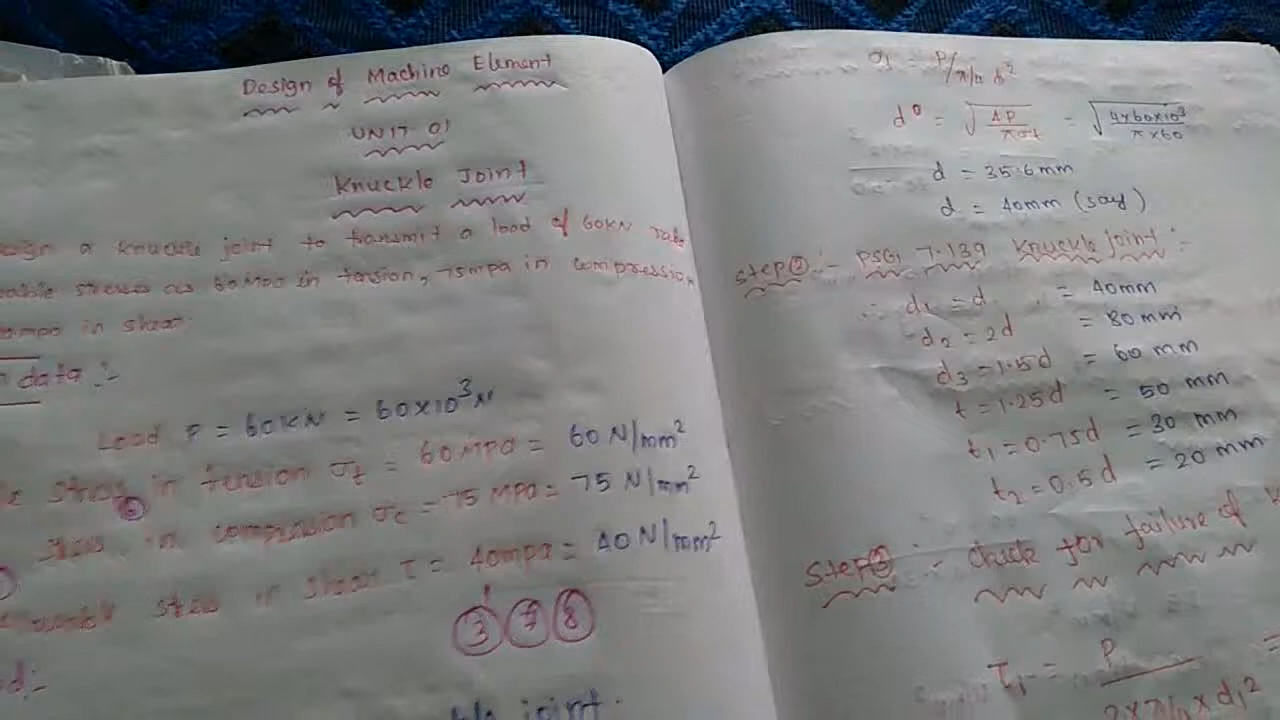 Design of Machine Element
UNIT 01
Knuckle Joint
a knuckle joint to transmit a load of 60KN
stresses as 60MPa in tension, 75mpa in compression
in shear
data :-
Load P = 60KN = 60×10³N
stress in tension σt = 60MPa = 60 N/mm²
stress in compression σc = 75 MPa = 75 N/mm²
stress in shear τ = 40mpa = 40 N/mm²
3 7 8
joint.
d = √4P/πσt = √4×60×10³/π×60
d = 35.6mm
d = 40mm (say)
Step② :- PSG 7.139 Knuckle Joint :-
∴ d1 = d = 40mm
d2 = 2d = 80mm
d3 = 1.5d = 60 mm
t = 1.25d = 50 mm
t1 = 0.75d = 30 mm
t2 = 0.5d = 20 mm
Step③ :- check for failure of
τ1 = P / 2×π/4×d1² =